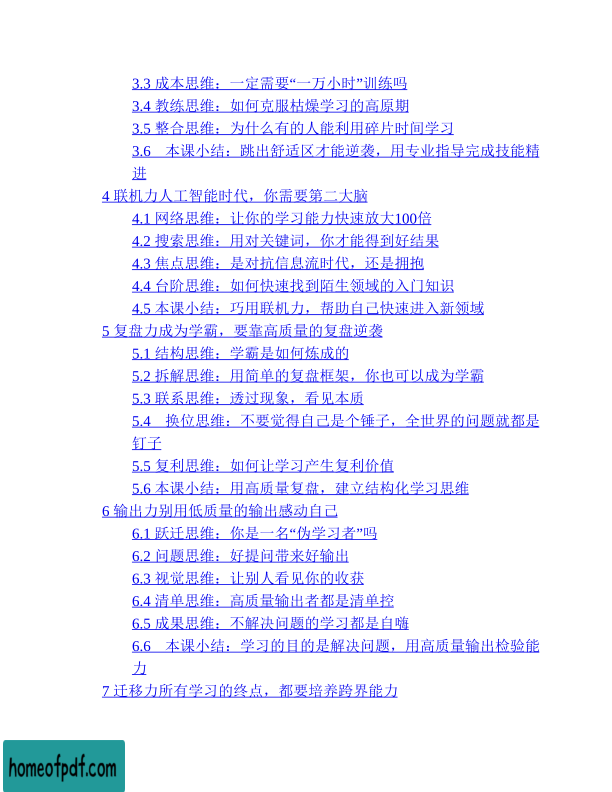 3.3 成本思维：一定需要“一万小时”训练吗
3.4 教练思维：如何克服枯燥学习的高原期
3.5 整合思维：为什么有的人能利用碎片时间学习
3.6　本课小结：跳出舒适区才能逆袭，用专业指导完成技能精
进
4 联机力人工智能时代，你需要第二大脑
4.1 网络思维：让你的学习能力快速放大100倍
4.2 搜索思维：用对关键词，你才能得到好结果
4.3 焦点思维：是对抗信息流时代，还是拥抱
4.4 台阶思维：如何快速找到陌生领域的入门知识
4.5 本课小结：巧用联机力，帮助自己快速进入新领域
5 复盘力成为学霸，要靠高质量的复盘逆袭
5.1 结构思维：学霸是如何炼成的
5.2 拆解思维：用简单的复盘框架，你也可以成为学霸
5.3 联系思维：透过现象，看见本质
5.4　换位思维：不要觉得自己是个锤子，全世界的问题就都是
钉子
5.5 复利思维：如何让学习产生复利价值
5.6 本课小结：用高质量复盘，建立结构化学习思维
6 输出力别用低质量的输出感动自己
6.1 跃迁思维：你是一名“伪学习者”吗
6.2 问题思维：好提问带来好输出
6.3 视觉思维：让别人看见你的收获
6.4 清单思维：高质量输出者都是清单控
6.5 成果思维：不解决问题的学习都是自嗨
6.6　本课小结：学习的目的是解决问题，用高质量输出检验能
力
7 迁移力所有学习的终点，都要培养跨界能力
homeofpdf.com